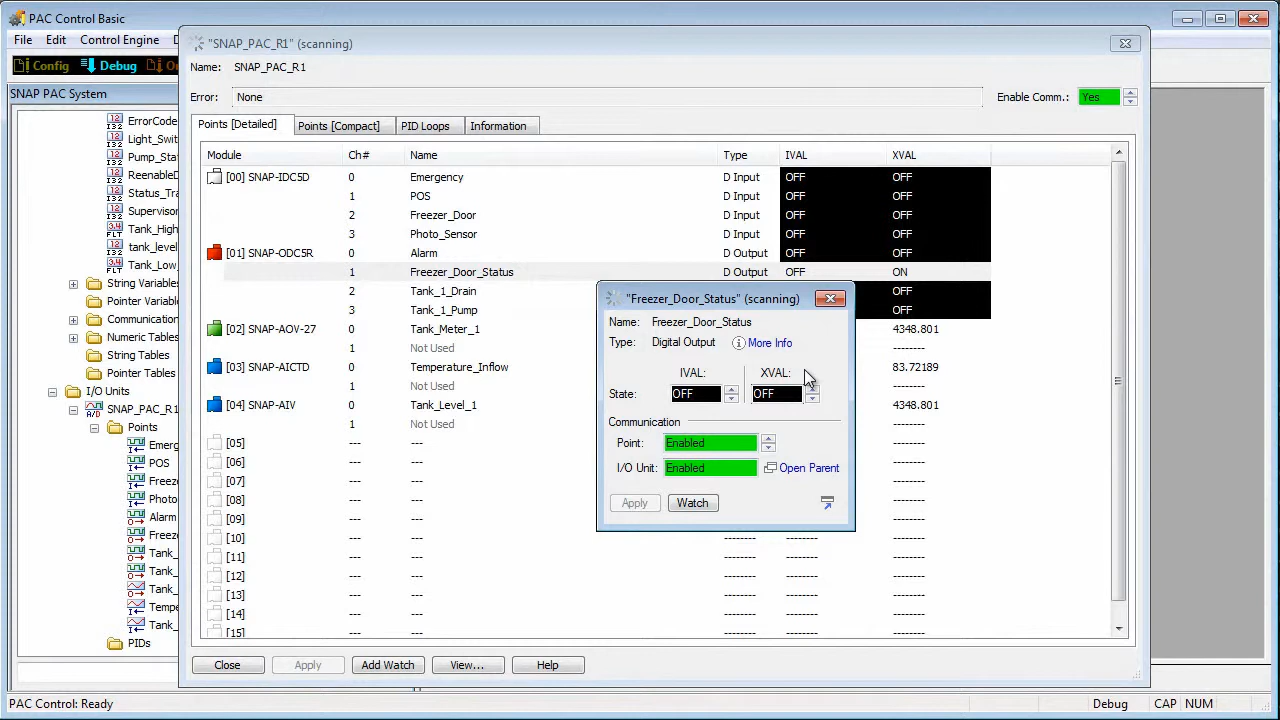 PAC Control Basic
File Edit Control Engine
Config Debug
"SNAP_PAC_R1" (scanning)
Name: SNAP_PAC_R1
Error: None Enable Comm.: Yes
Points [Detailed] Points [Compact] PID Loops Information
Module Ch# Name Type IVAL XVAL
[00] SNAP-IDC5D 0 Emergency D Input OFF OFF
1 POS D Input OFF OFF
2 Freezer_Door D Input OFF OFF
3 Photo_Sensor D Input OFF OFF
[01] SNAP-ODC5R 0 Alarm D Output OFF OFF
1 Freezer_Door_Status D Output OFF ON
2 Tank_1_Drain OFF
3 Tank_1_Pump OFF
[02] SNAP-AOV-27 0 Tank_Meter_1 4348.801
1 Not Used --------
[03] SNAP-AICTD 0 Temperature_Inflow 83.72189
1 Not Used --------
[04] SNAP-AIV 0 Tank_Level_1 4348.801
1 Not Used --------
[05] --- --- --------
[06] --- --- --------
[07] --- --- --------
[08] --- --- --------
[09] --- --- --------
[10] --- --- -------- -------- --------
[11] --- --- -------- -------- --------
[12] --- --- -------- -------- --------
[13] --- --- -------- -------- --------
[14] --- --- -------- -------- --------
[15] --- --- -------- -------- --------
Close Apply Add Watch View... Help
"Freezer_Door_Status" (scanning)
Name: Freezer_Door_Status
Type: Digital Output More Info
IVAL: XVAL:
State: OFF OFF
Communication
Point: Enabled
I/O Unit: Enabled Open Parent
Apply Watch
SNAP PAC System
ErrorCode
Light_Swit
Pump_Sta
ReenableD
Status_Tra
Supervisor
Tank_High
tank_level
Tank_Low_
String Variables
Pointer Variable
Communication
Numeric Tables
String Tables
Pointer Tables
I/O Units
SNAP_PAC_R1
Points
Emerg
POS
Freeze
Photo
Alarm
Freeze
Tank_
Tank_
Tank_
Tempe
Tank_
PIDs
PAC Control: Ready Debug CAP NUM